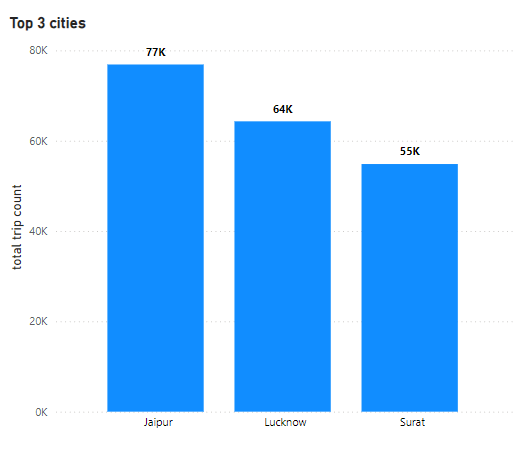 Top 3 cities
80K
60K
40K
20K
0K
total trip count
77K
64K
55K
Jaipur
Lucknow
Surat